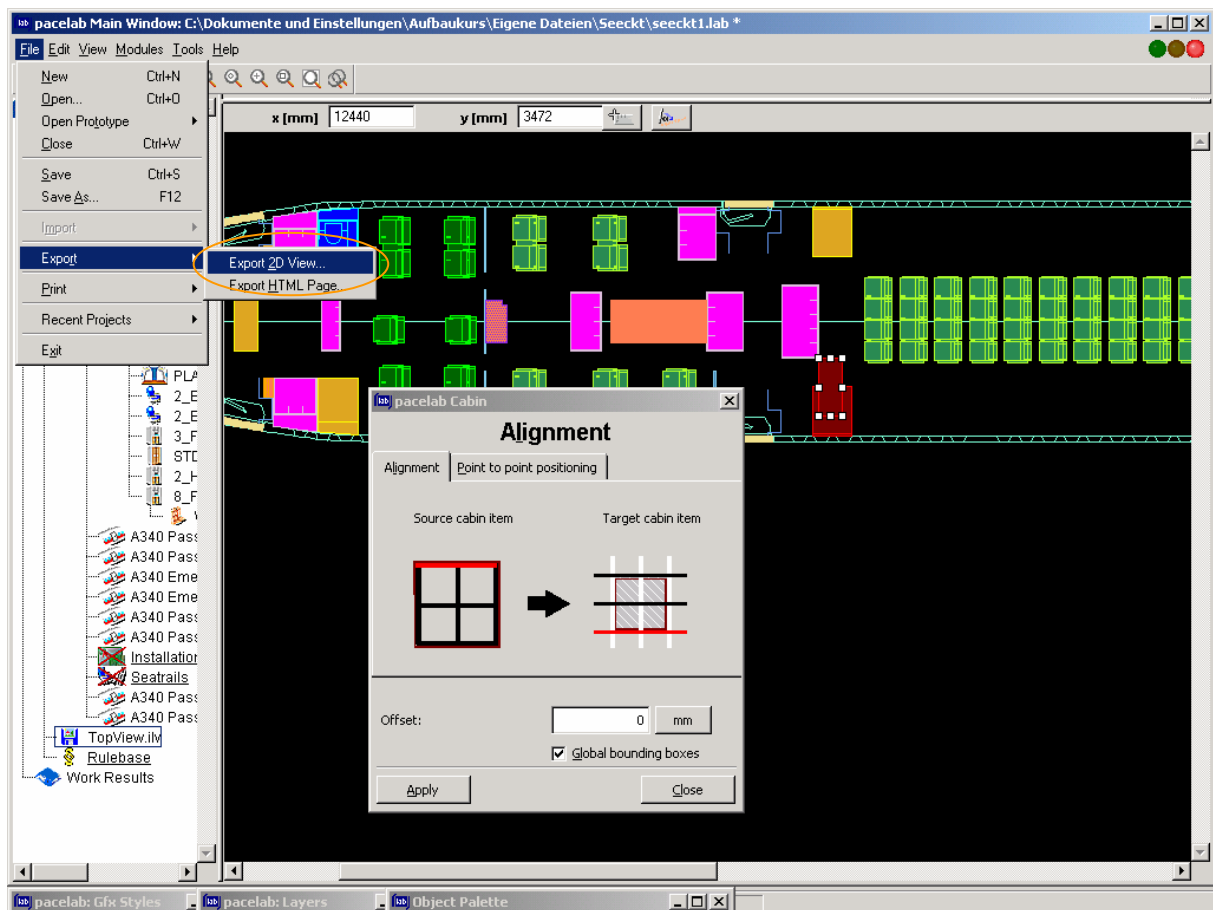 pacelab Main Window: C:\Dokumente und Einstellungen\Aufbaukurs\Eigene Dateien\Seeckt\seeckt1.lab *
File Edit View Modules Tools Help
New Ctrl+N
Open... Ctrl+O
Open Prototype
Close Ctrl+W
Save Ctrl+S
Save As... F12
Import
Export
Print
Recent Projects
Exit
Export 2D View...
Export HTML Page...
x [mm] 12440 y [mm] 3472
PLA
2_E
2_E
3_F
STD
2_H
8_F
A340 Pass
A340 Pass
A340 Eme
A340 Eme
A340 Pass
A340 Pass
Installation
Seatrails
A340 Pass
A340 Pass
TopView.ilv
Rulebase
Work Results
pacelab Cabin
Alignment
Alignment Point to point positioning
Source cabin item Target cabin item
Offset: 0 mm
Global bounding boxes
Apply Close
pacelab: Gfx Styles pacelab: Layers Object Palette